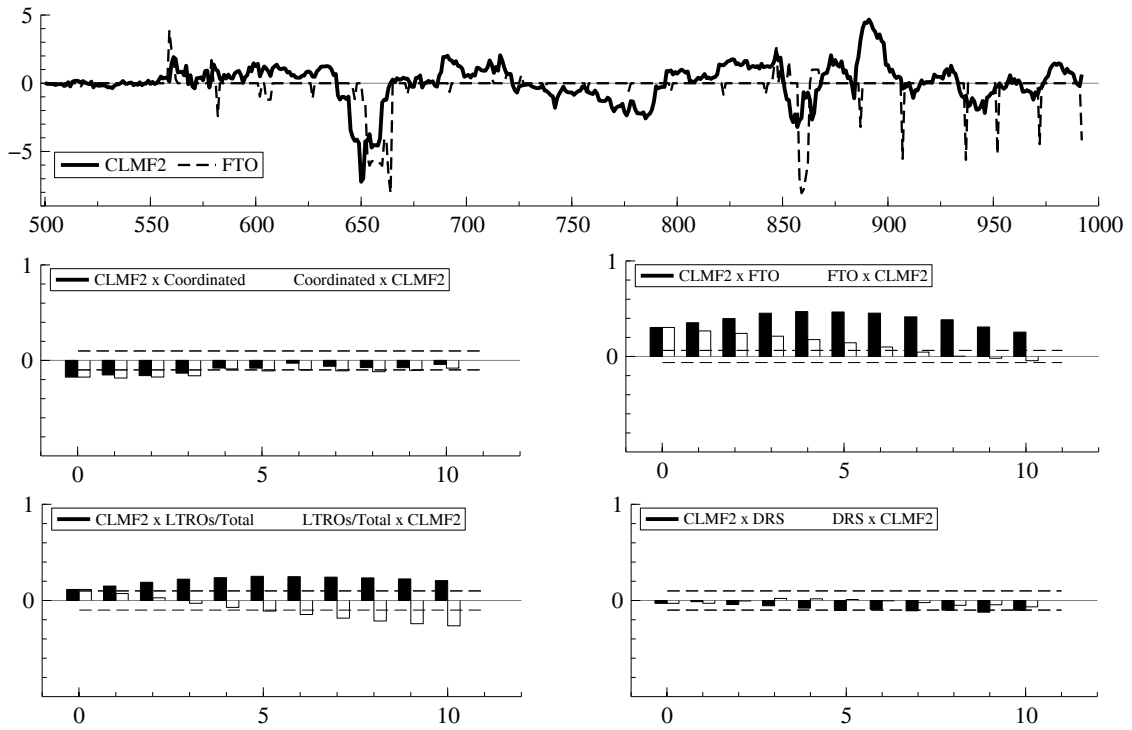 5
0
−5
CLMF2 FTO
500 550 600 650 700 750 800 850 900 950 1000
1
CLMF2 x Coordinated Coordinated x CLMF2
0
0 5 10
1
CLMF2 x FTO FTO x CLMF2
0
0 5 10
1
CLMF2 x LTROs/Total LTROs/Total x CLMF2
0
0 5 10
1
CLMF2 x DRS DRS x CLMF2
0
0 5 10